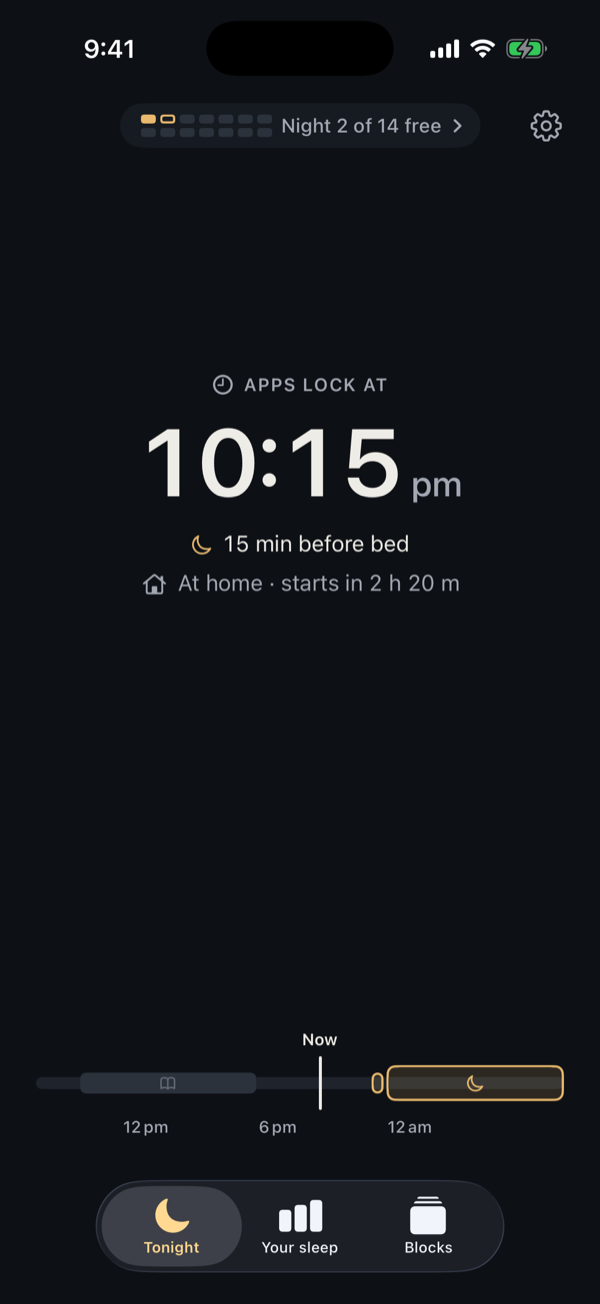 9:41
Night 2 of 14 free
APPS LOCK AT
10:15 pm
15 min before bed
At home · starts in 2 h 20 m
Now
12 pm 6 pm 12 am
Tonight Your sleep Blocks